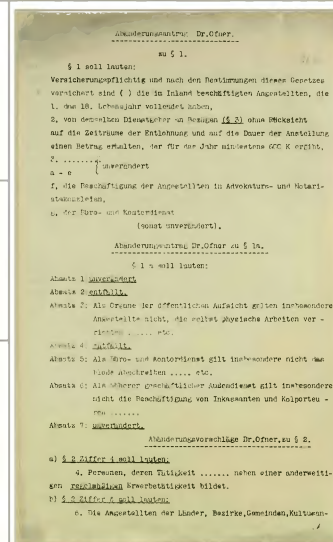 Abänderungsantrag Dr.Ofner.
zu § 1.
§ 1 soll lauten:
Versicherungspflichtig und nach den Bestimmungen dieses Gesetzes
versichert sind ( ) die im Inland beschäftigten Angestellten, die
1. das 18. Lebensjahr vollendet haben,
2. von demselben Dienstgeber an Bezügen (§ 3) ohne Rücksicht
auf die Zeiträume der Entlohnung und auf die Dauer der Anstellung
einen Betrag erhalten, der für das Jahr mindestens 600 K ergibt,
3. .........
unverändert
a - e
f, die Beschäftigung der Angestellten in Advokaturs- und Notari-
atskanzleien,
g, der Büro- und Kontordienst
(sonst unverändert).
Abänderungsantrag Dr.Ofner zu § 1a.
§ 1 a soll lauten:
Absatz 1 unverändert
Absatz 2 entfällt.
Absatz 3: Als Organe der öffentlichen Aufsicht gelten insbesondere
Angestellte nicht, die selbst physische Arbeiten ver -
richten ...... etc.
Absatz 4 entfällt.
Absatz 5: Als Büro- und Kontordienst gilt insbesondere nicht das
bloße Abschreiben ..... etc.
Absatz 6: Als höherer geschäftlicher Außendienst gilt insbesondere
nicht die Beschäftigung von Inkassanten und Kolporteu -
ren .......
Absatz 7: unverändert.
Abänderungsvorschläge Dr.Ofner, zu § 2.
a) § 2 Ziffer 4 soll lauten:
4. Personen, deren Tätigkeit ....... neben einer anderweiti-
gen regelmäßigen Erwerbstätigkeit bildet.
b) § 2 Ziffer 6 soll lauten:
6. Die Angestellten der Länder, Bezirke, Gemeinden, Kultusge-
./.